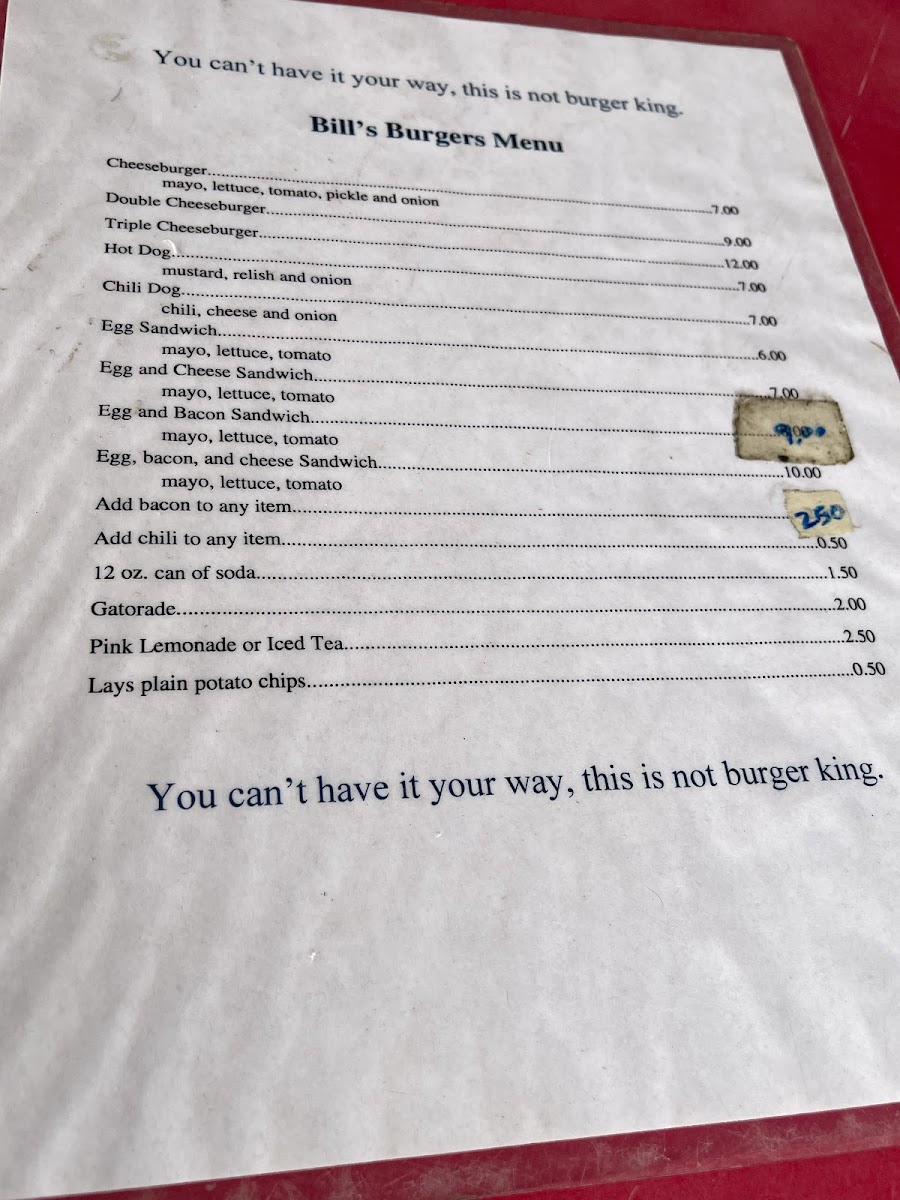 You can't have it your way, this is not burger king.
Bill's Burgers Menu
Cheeseburger....................7.00
mayo, lettuce, tomato, pickle and onion
Double Cheeseburger....................9.00
Triple Cheeseburger....................12.00
Hot Dog....................7.00
mustard, relish and onion
Chili Dog....................7.00
chili, cheese and onion
Egg Sandwich....................6.00
mayo, lettuce, tomato
Egg and Cheese Sandwich....................7.00
mayo, lettuce, tomato
Egg and Bacon Sandwich....................9.00
mayo, lettuce, tomato
Egg, bacon, and cheese Sandwich....................10.00
mayo, lettuce, tomato
Add bacon to any item....................250
Add chili to any item....................0.50
12 oz. can of soda....................1.50
Gatorade....................2.00
Pink Lemonade or Iced Tea....................2.50
Lays plain potato chips....................0.50
You can't have it your way, this is not burger king.